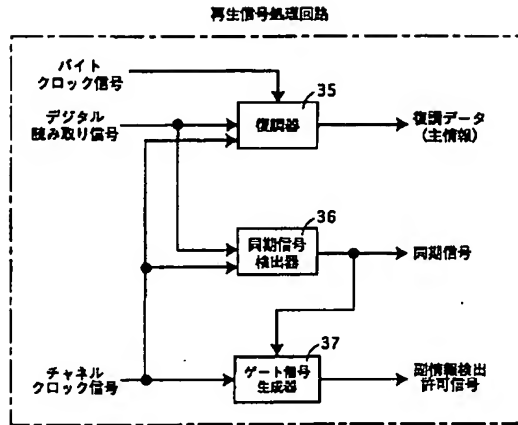 再生信号処理回路
バイト
クロック信号
35
デジタル
読み取り信号
復調器
復調データ
(主情報)
36
同期信号
検出器
同期信号
37
チャネル
クロック信号
ゲート信号
生成器
副情報検出
許可信号